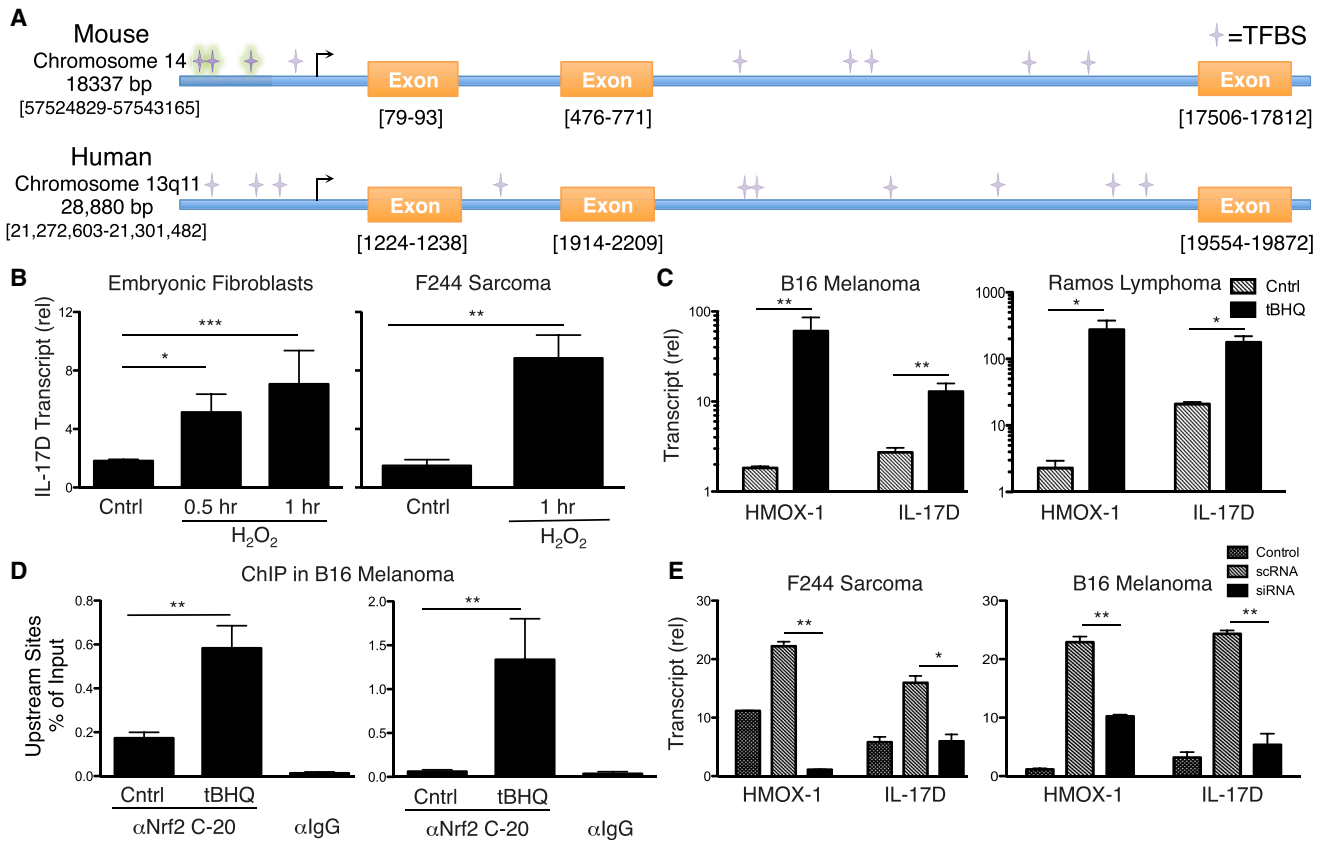 A
Mouse
Chromosome 14
18337 bp
[57524829-57543165]
=TFBS
Exon
Exon
Exon
[79-93]
[476-771]
[17506-17812]
Human
Chromosome 13q11
28,880 bp
[21,272,603-21,301,482]
Exon
Exon
Exon
[1224-1238]
[1914-2209]
[19554-19872]
B
Embryonic Fibroblasts
F244 Sarcoma
IL-17D Transcript (rel)
12
8
4
0
***
*
**
Cntrl
0.5 hr
1 hr
H2O2
Cntrl
1 hr
H2O2
C
B16 Melanoma
Ramos Lymphoma
Cntrl
tBHQ
Transcript (rel)
100
10
1
**
**
HMOX-1
IL-17D
1000
100
10
1
*
*
HMOX-1
IL-17D
D
ChIP in B16 Melanoma
Upstream Sites
% of Input
0.8
0.6
0.4
0.2
0.0
**
Cntrl
tBHQ
αNrf2 C-20
αIgG
2.0
1.5
1.0
0.5
0.0
**
Cntrl
tBHQ
αNrf2 C-20
αIgG
E
F244 Sarcoma
B16 Melanoma
Control
scRNA
siRNA
Transcript (rel)
30
20
10
0
**
*
HMOX-1
IL-17D
30
20
10
0
**
**
HMOX-1
IL-17D